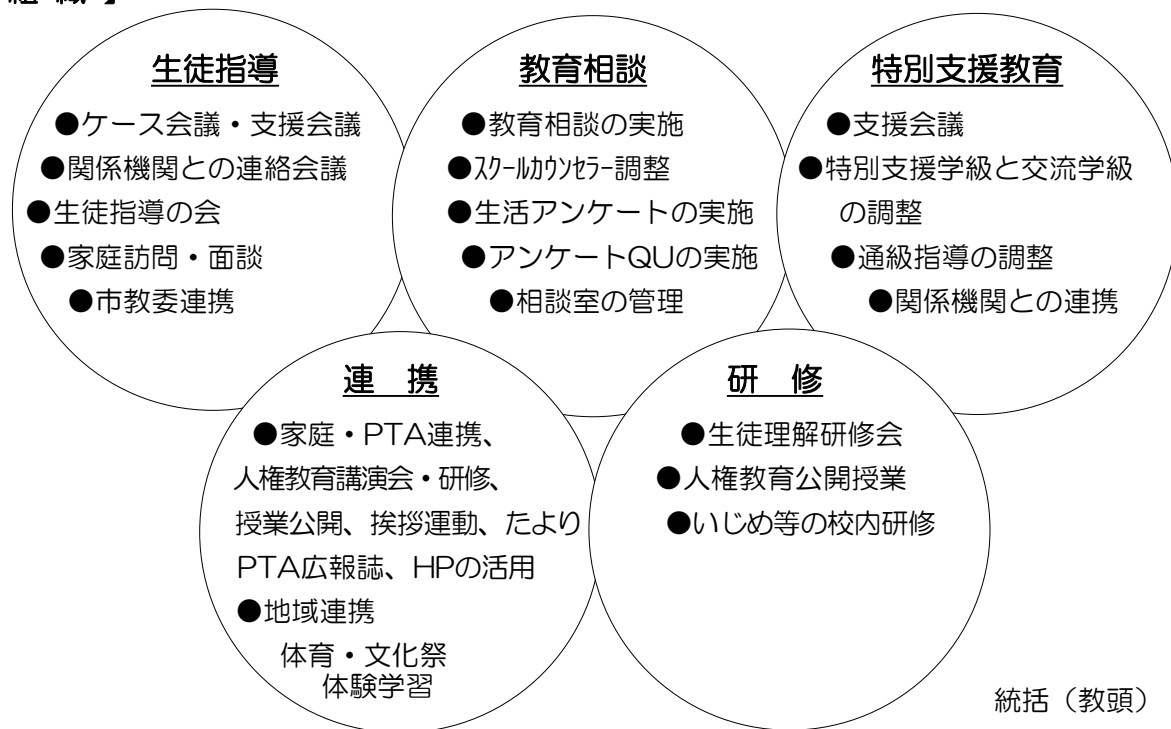 組 織 】
生徒指導
●ケース会議・支援会議
●関係機関との連絡会議
●生徒指導の会
●家庭訪問・面談
●市教委連携
教育相談
●教育相談の実施
●ｽｸｰﾙｶｳﾝｾﾗｰ調整
●生活アンケートの実施
●アンケートQUの実施
●相談室の管理
特別支援教育
●支援会議
●特別支援学級と交流学級
の調整
●通級指導の調整
●関係機関との連携
連　携
●家庭・PTA連携、
人権教育講演会・研修、
授業公開、挨拶運動、たより
PTA広報誌、HPの活用
●地域連携
体育・文化祭
体験学習
研　修
●生徒理解研修会
●人権教育公開授業
●いじめ等の校内研修
統括（教頭）